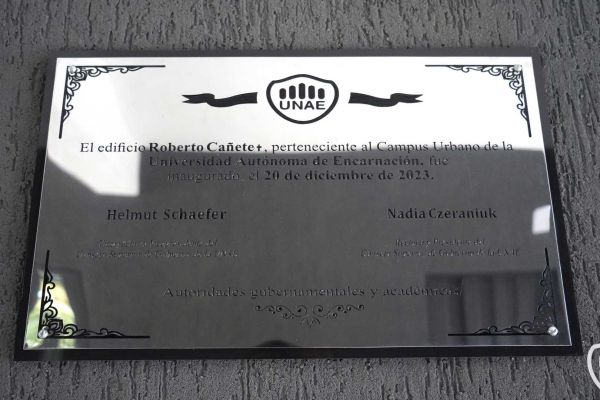 UNAE
El edificio Roberto Cañete✝, perteneciente al Campus Urbano de la
Universidad Autónoma de Encarnación, fue
inaugurado, el 20 de diciembre de 2023.
Helmut Schaefer
Nadia Czeraniuk
Autoridades gubernamentales y académicas